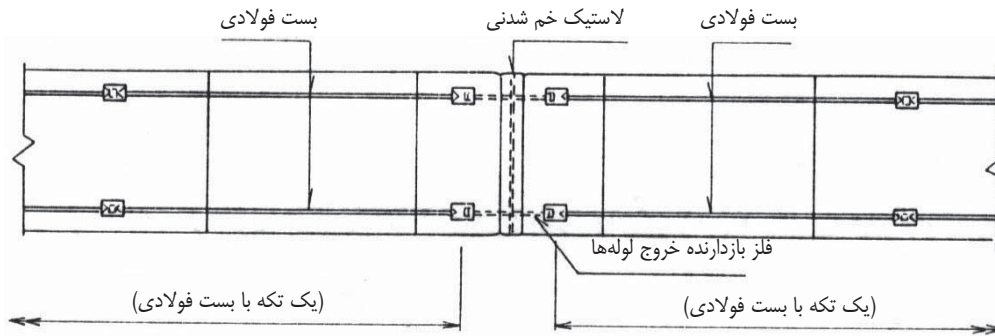 بست فولادی
لاستیک خم شدنی
بست فولادی
فلز بازدارنده خروج لوله‌ها
(یک تکه با بست فولادی)
(یک تکه با بست فولادی)